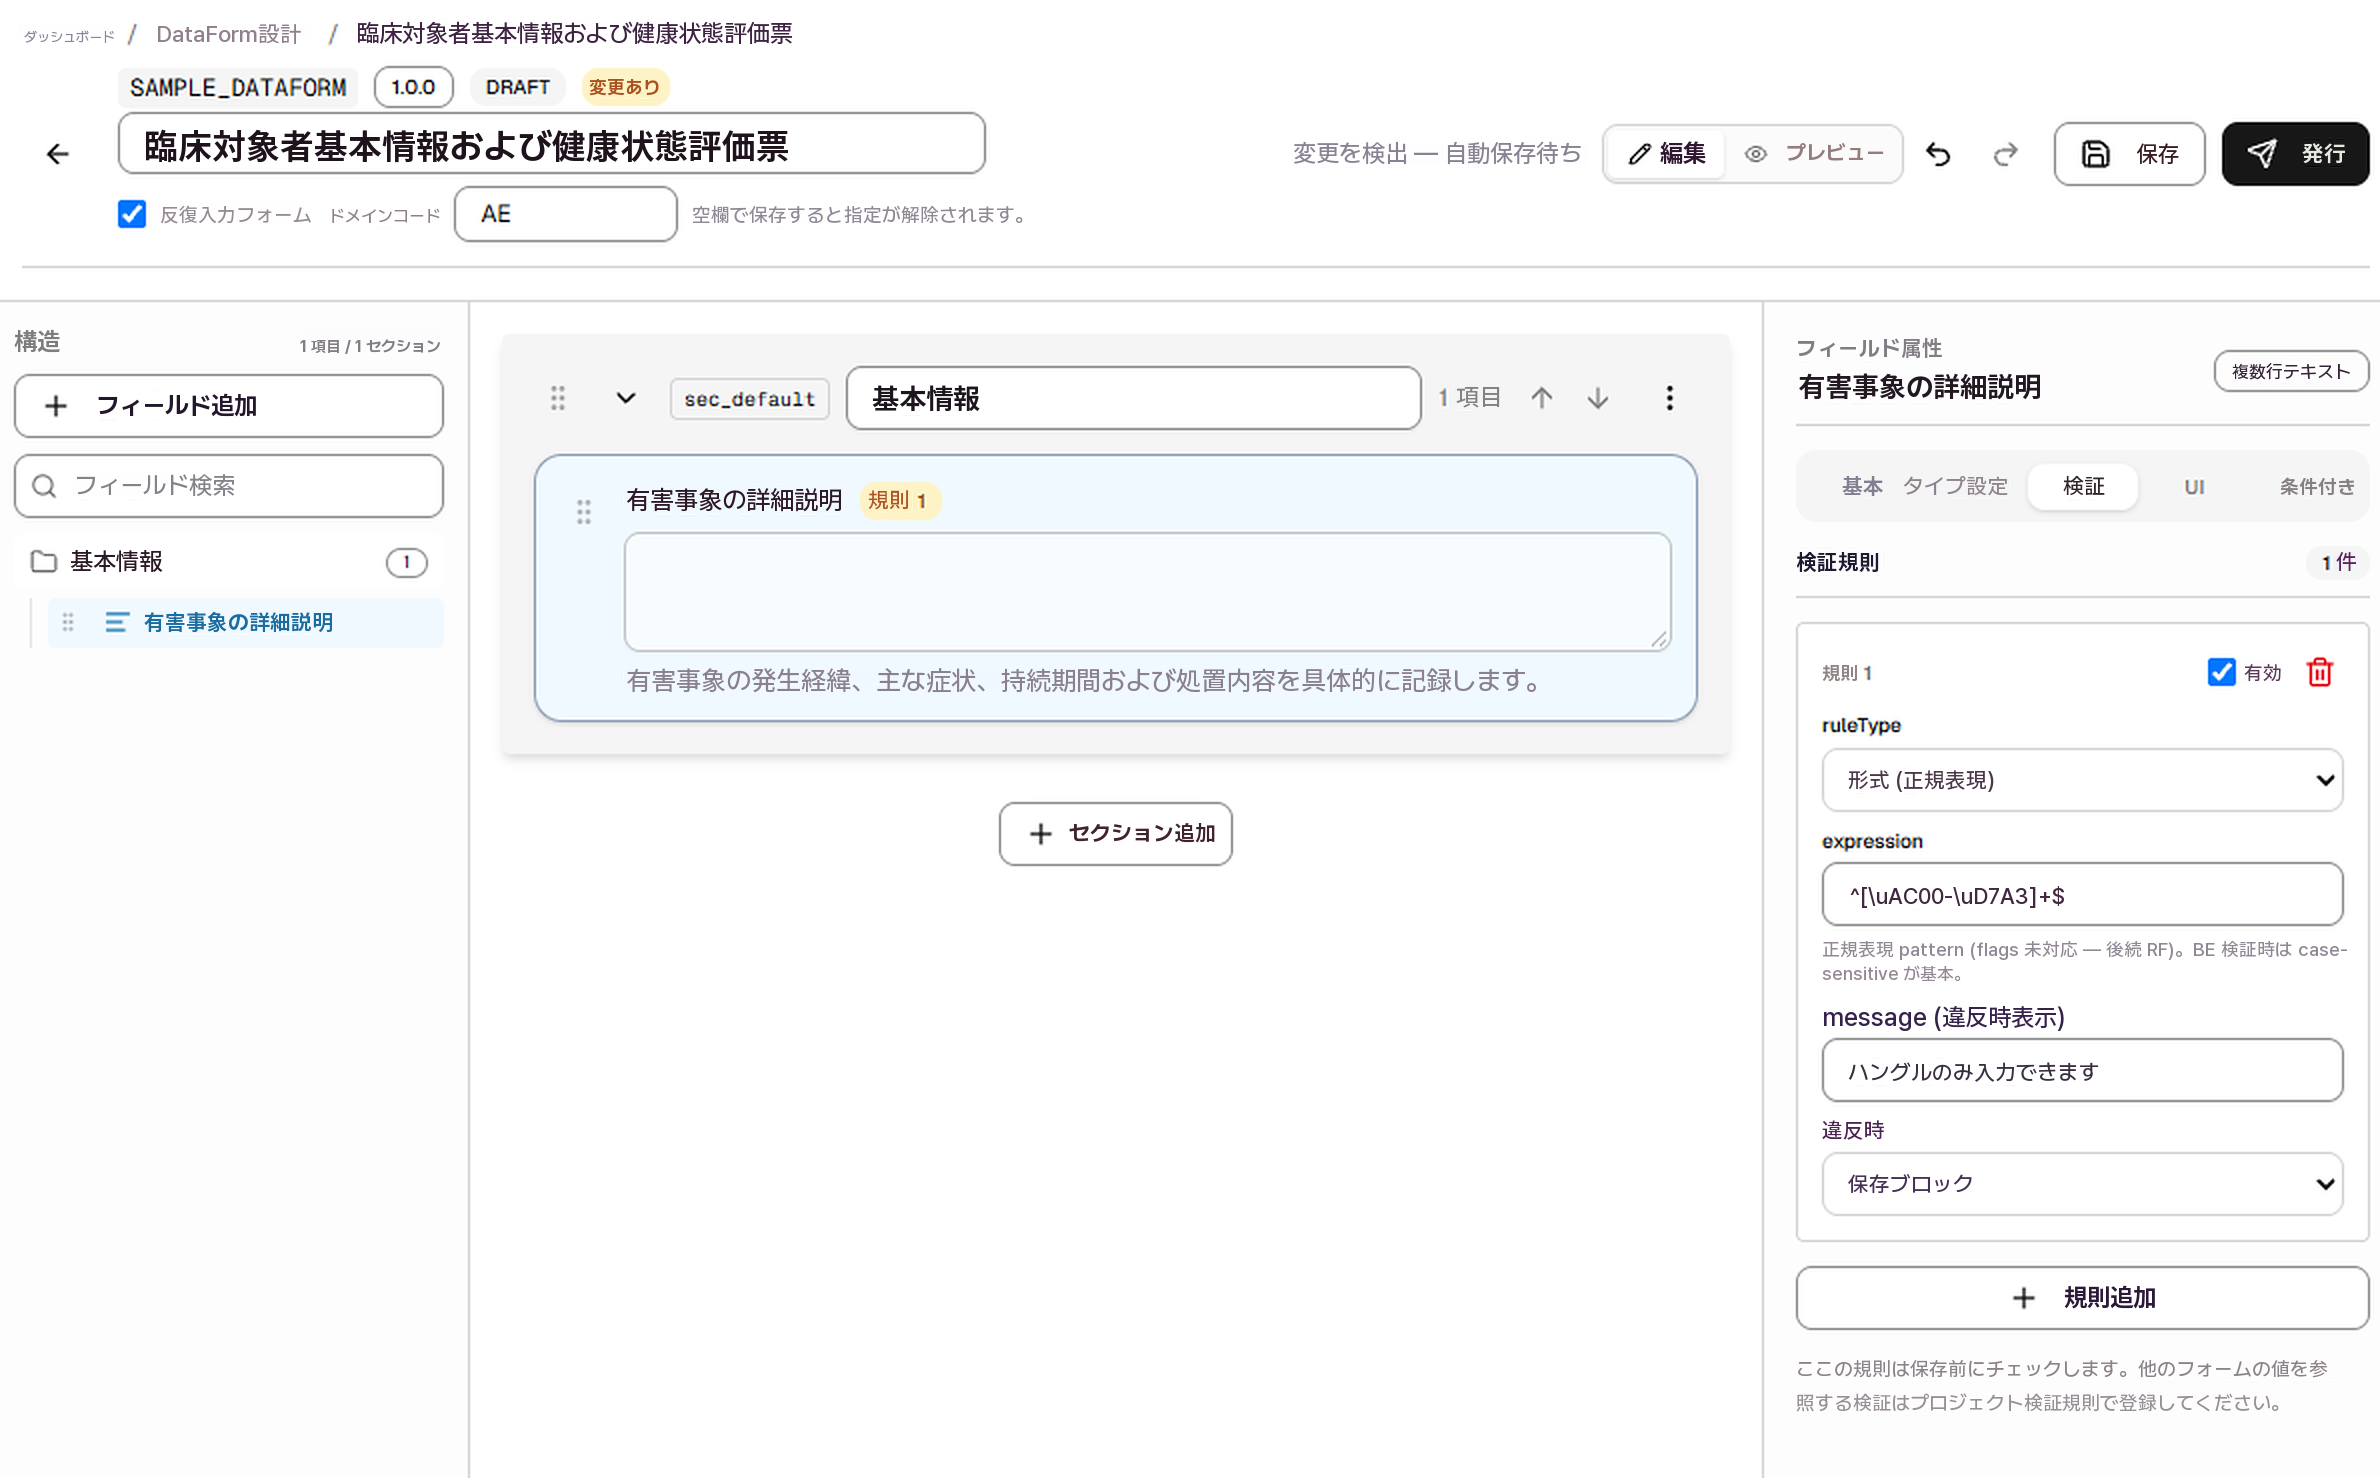 ダッシュボード / DataForm設計 / 臨床対象者基本情報および健康状態評価票
SAMPLE_DATAFORM 1.0.0 DRAFT 変更あり
臨床対象者基本情報および健康状態評価票
変更を検出 — 自動保存待ち 編集 プレビュー 保存 発行
反復入力フォーム ドメインコード AE 空欄で保存すると指定が解除されます。
構造 1 項目 / 1 セクション
フィールド追加
フィールド検索
基本情報 1
有害事象の詳細説明
sec_default 基本情報 1 項目
有害事象の詳細説明 規則 1
有害事象の発生経緯、主な症状、持続期間および処置内容を具体的に記録します。
セクション追加
フィールド属性
有害事象の詳細説明 複数行テキスト
基本 タイプ設定 検証 UI 条件付き
検証規則 1 件
規則 1 有効
ruleType
形式 (正規表現)
expression
^[\uAC00-\uD7A3]+$
正規表現 pattern (flags 未対応 — 後続 RF)。BE 検証時は case-
sensitive が基本。
message (違反時表示)
ハングルのみ入力できます
違反時
保存ブロック
規則追加
ここの規則は保存前にチェックします。他のフォームの値を参
照する検証はプロジェクト検証規則で登録してください。